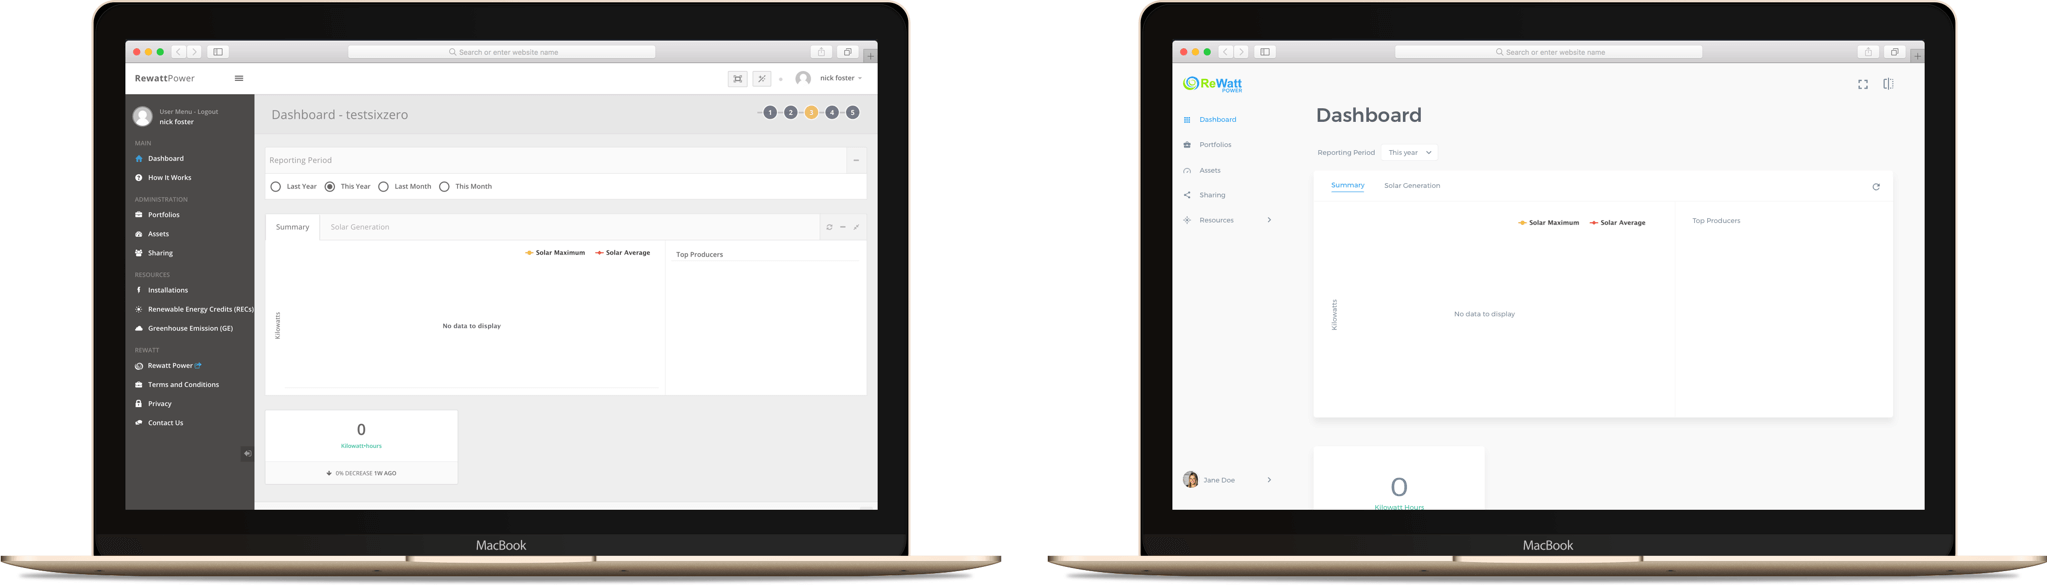 Search or enter website name
RewattPower
nick foster
User Menu - Logout
nick foster
MAIN
Dashboard
How It Works
ADMINISTRATION
Portfolios
Assets
Sharing
RESOURCES
Installations
Renewable Energy Credits (RECs)
Greenhouse Emission (GE)
REWATT
Rewatt Power
Terms and Conditions
Privacy
Contact Us
Dashboard - testsixzero
1 2 3 4 5
Reporting Period
Last Year This Year Last Month This Month
Summary Solar Generation
Solar Maximum Solar Average
Top Producers
Kilowatts
No data to display
0
Kilowatt-hours
0% DECREASE 1W AGO
MacBook
Search or enter website name
ReWatt
POWER
Dashboard
Portfolios
Assets
Sharing
Resources
Jane Doe
Dashboard
Reporting Period This year
Summary Solar Generation
Solar Maximum Solar Average
Top Producers
Kilowatts
No data to display
0
Kilowatt Hours
MacBook